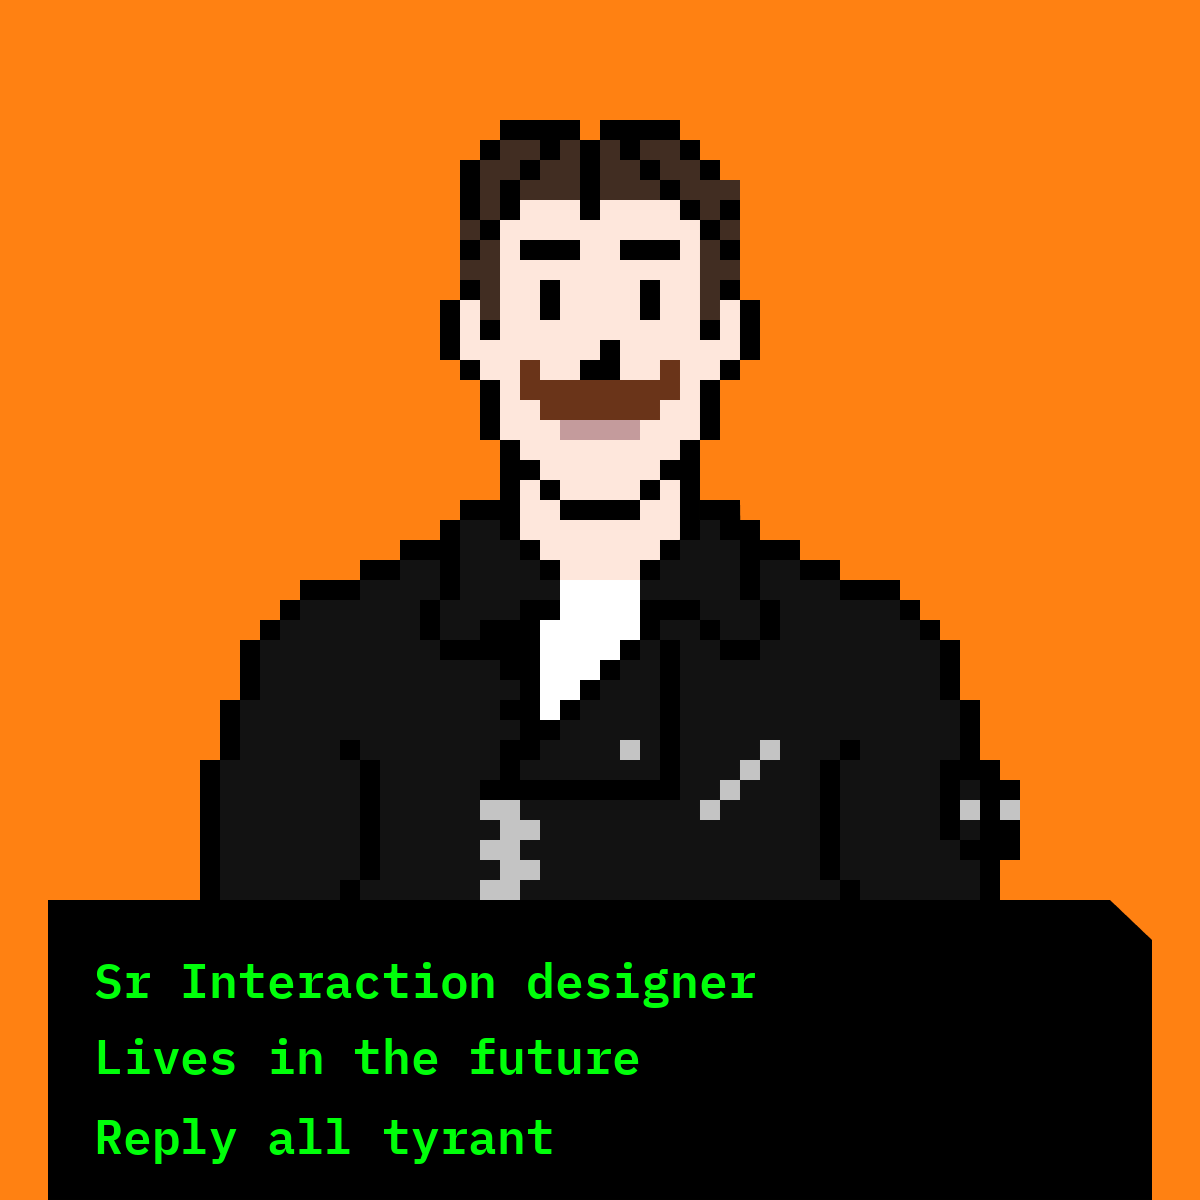 Sr Interaction designer
Lives in the future
Reply all tyrant